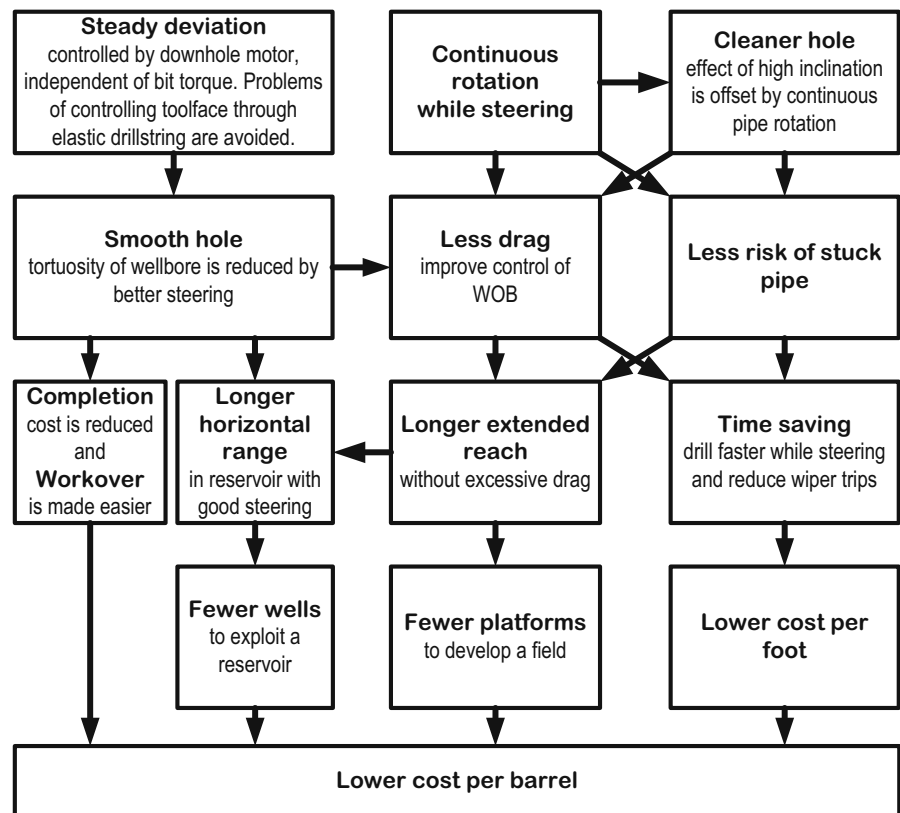 Steady deviation
controlled by downhole motor,
independent of bit torque. Problems
of controlling toolface through
elastic drillstring are avoided.
Continuous
rotation
while steering
Cleaner hole
effect of high inclination
is offset by continuous
pipe rotation
Smooth hole
tortuosity of wellbore is reduced by
better steering
Less drag
improve control of
WOB
Less risk of stuck
pipe
Completion
cost is reduced
and
Workover
is made easier
Longer
horizontal
range
in reservoir with
good steering
Longer extended
reach
without excessive drag
Time saving
drill faster while steering
and reduce wiper trips
Fewer wells
to exploit a
reservoir
Fewer platforms
to develop a field
Lower cost per
foot
Lower cost per barrel